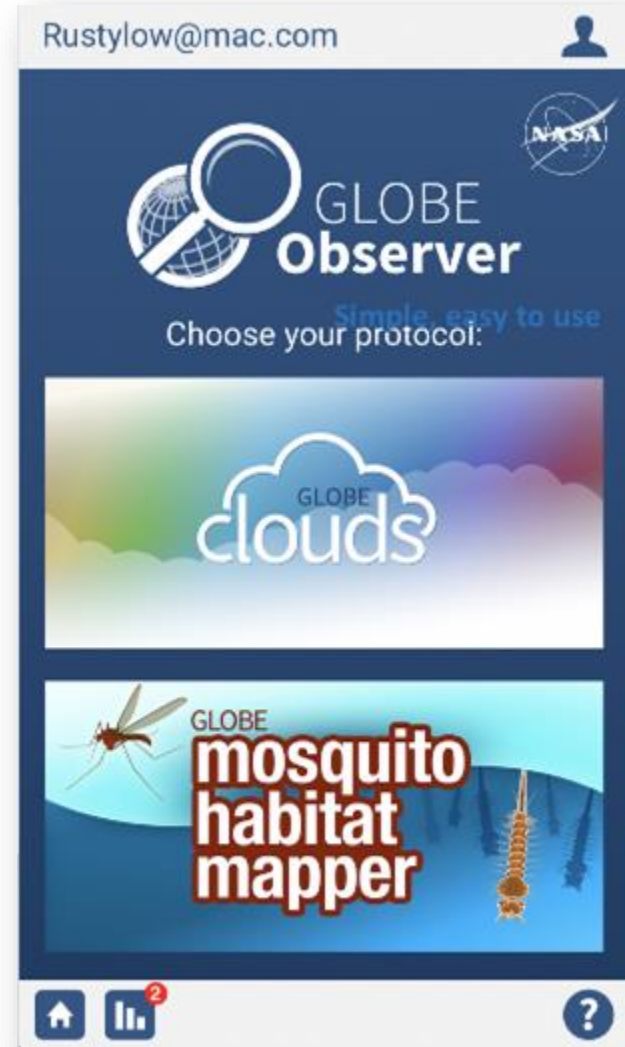 Rustylow@mac.com
NASA
GLOBE
Observer
Simple, easy to use
Choose your protocol:
GLOBE
clouds
GLOBE
mosquito
habitat
mapper
2
?